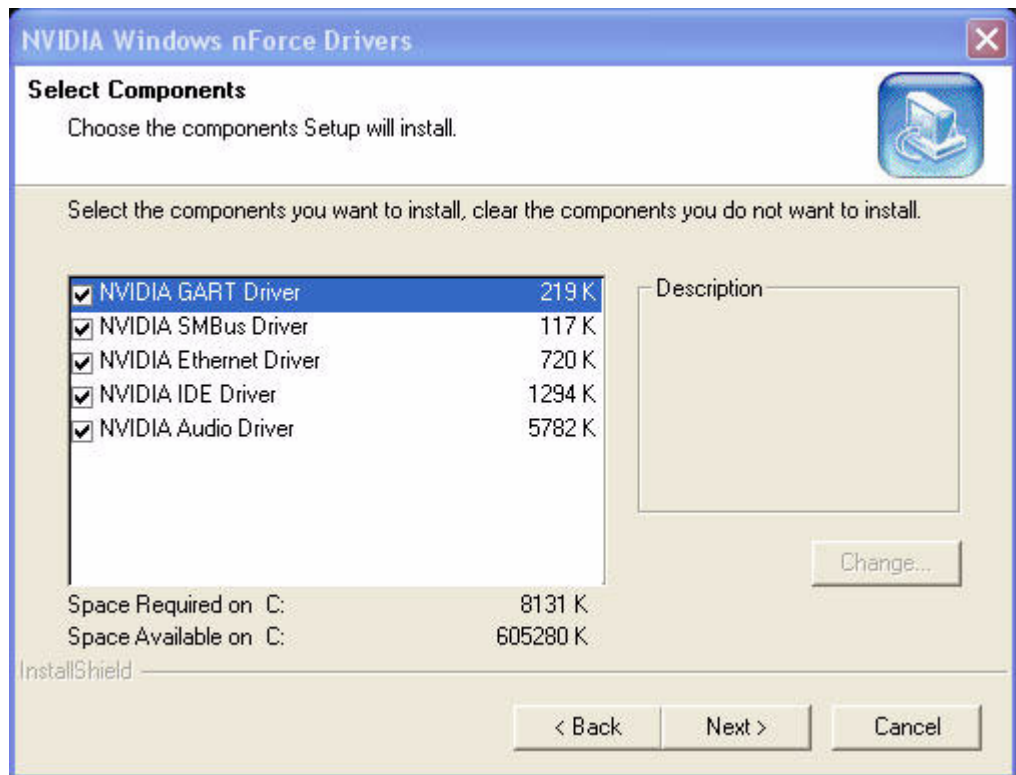 NVIDIA Windows nForce Drivers
Select Components
Choose the components Setup will install.
Select the components you want to install, clear the components you do not want to install.
NVIDIA GART Driver 219 K
NVIDIA SMBus Driver 117 K
NVIDIA Ethernet Driver 720 K
NVIDIA IDE Driver 1294 K
NVIDIA Audio Driver 5782 K
Description
Change...
Space Required on C: 8131 K
Space Available on C: 605280 K
InstallShield
< Back Next > Cancel